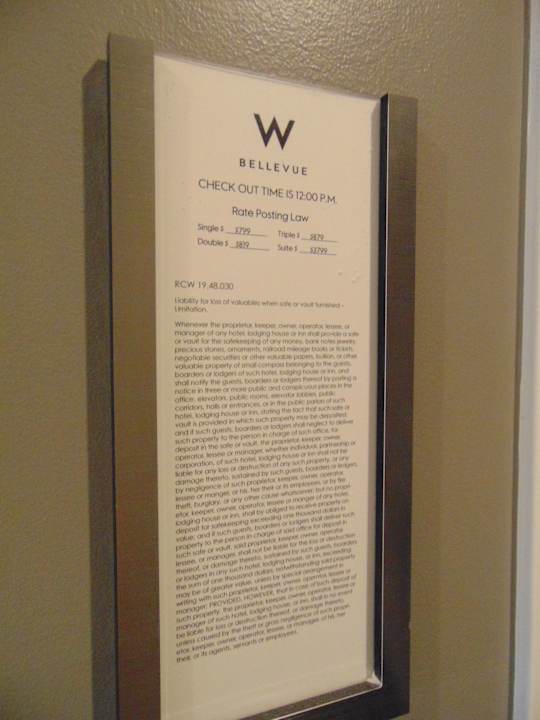 W
BELLEVUE
CHECK OUT TIME IS 12:00 P.M.
Rate Posting Law
Single $ $799 Triple $ $879
Double $ $819 Suite $ $3799
RCW 19.48.030
Liability for loss of valuables when safe or vault furnished –
Limitation.
Whenever the proprietor, keeper, owner, operator, lessee, or
manager of any hotel, lodging house or inn shall provide a safe
or vault for the safekeeping of any money, bank notes jewelry,
precious stones, ornaments, railroad mileage books or tickets,
negotiable securities or other valuable papers, bullion, or other
valuable property of small compass belonging to the guests,
boarders or lodgers of such hotel, lodging house or inn, and
shall notify the guests, boarders or lodgers thereof by posting a
notice in three or more public and conspicuous places in the
office, elevators, public rooms, elevator lobbies, public
corridors, halls or entrances, or in the public parlors of such
hotel, lodging house or inn, stating the fact that such safe or
vault is provided in which such property may be deposited;
and if such guests, boarders or lodgers shall neglect to deliver
such property to the person in charge of such office, for
deposit in the safe or vault, the proprietor, keeper, owner,
operator, lessee or manager, whether individual, partnership or
corporation, of such hotel, lodging house or inn shall not be
liable for any loss or destruction of any such property, or any
damage thereto, sustained by such guests, boarders or lodgers,
by negligence of such proprietor, keeper, owner, operator,
lessee or manager, or his, her their or its employees, or by fire
theft, burglary, or any other cause whatsoever; but no propri-
etor, keeper, owner, operator, lessee or manager of any hotel,
lodging house or inn, shall by obliged to receive property on
deposit for safekeeping exceeding one thousand dollars in
value; and if such guests, boarders or lodgers shall deliver such
property to the person in charge of said office for deposit in
such safe or vault, said proprietor, keeper, owner, operator
lessee, or manager, shall not be liable for the loss or destruction
thereof, or damage thereto, sustained by such guests, boarders
or lodgers in any such hotel, lodging house, or inn, exceeding
the sum of one thousand dollars, notwithstanding said property
may be of greater value, unless by special arrangement in
writing with such proprietor, keeper, owner, operator, lessee or
manager: PROVIDED, HOWEVER, that in case of such deposit of
such property, the proprietor, keeper, owner, operator, lessee or
manager of such hotel, lodging house, or inn, shall in no event
be liable for loss or destruction thereof, or damage thereto,
unless caused by the theft or gross negligence of such propri-
etor, keeper, owner, operator, lessee, or manager, of his, her
their, or its agents, servants or employees.